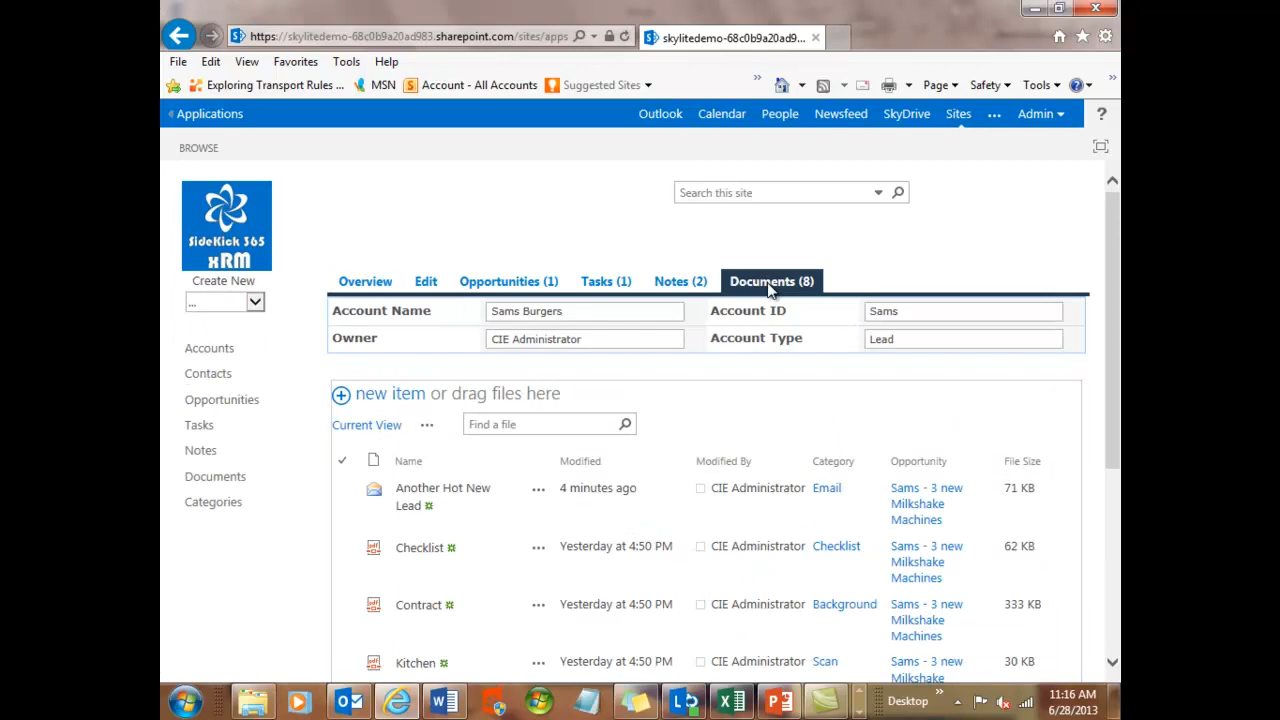 https://skylitedemo-68c0b9a20ad983.sharepoint.com/sites/apps
skylitedemo-68c0b9a20ad9...
File Edit View Favorites Tools Help
Exploring Transport Rules ... MSN Account - All Accounts Suggested Sites Page Safety Tools
Applications Outlook Calendar People Newsfeed SkyDrive Sites ... Admin ?
BROWSE
Search this site
SideKick 365
xRM
Create New
...
Accounts
Contacts
Opportunities
Tasks
Notes
Documents
Categories
Overview Edit Opportunities (1) Tasks (1) Notes (2) Documents (8)
Account Name Sams Burgers Account ID Sams
Owner CIE Administrator Account Type Lead
new item or drag files here
Current View ... Find a file
Name Modified Modified By Category Opportunity File Size
Another Hot New Lead ... 4 minutes ago CIE Administrator Email Sams - 3 new Milkshake Machines 71 KB
Checklist ... Yesterday at 4:50 PM CIE Administrator Checklist Sams - 3 new Milkshake Machines 62 KB
Contract ... Yesterday at 4:50 PM CIE Administrator Background Sams - 3 new Milkshake Machines 333 KB
Kitchen ... Yesterday at 4:50 PM CIE Administrator Scan Sams - 3 new 30 KB
Desktop 11:16 AM
6/28/2013